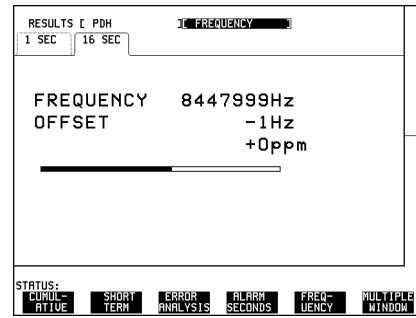 RESULTS [ PDH ][ FREQUENCY ]
1 SEC 16 SEC
FREQUENCY 8447999Hz
OFFSET -1Hz
+0ppm
STATUS:
CUMUL-
ATIVE
SHORT
TERM
ERROR
ANALYSIS
ALARM
SECONDS
FREQ-
UENCY
MULTIPLE
WINDOW